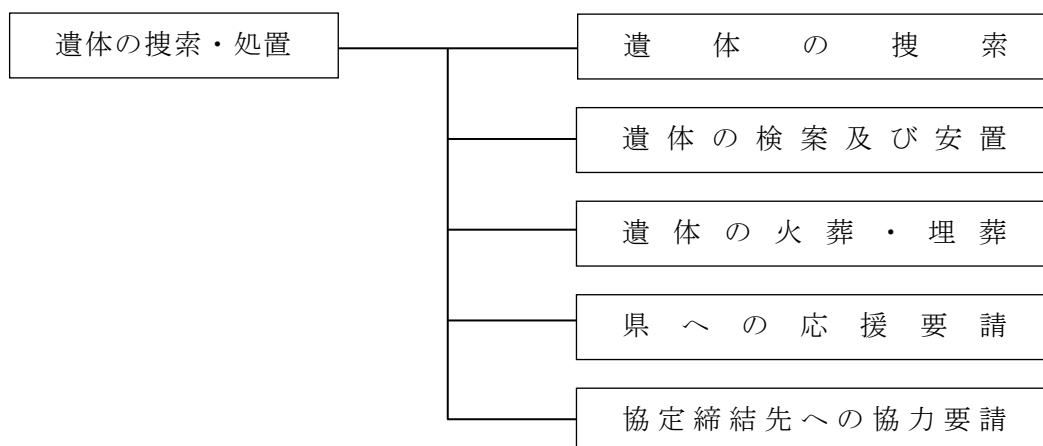 遺体の捜索・処置
遺体の捜索
遺体の検案及び安置
遺体の火葬・埋葬
県への応援要請
協定締結先への協力要請